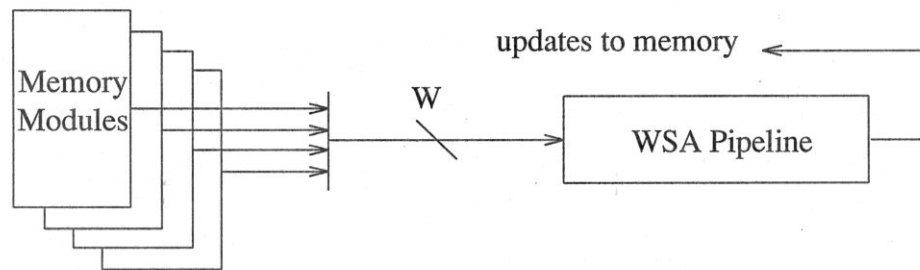 Memory
Modules
W
updates to memory
WSA Pipeline